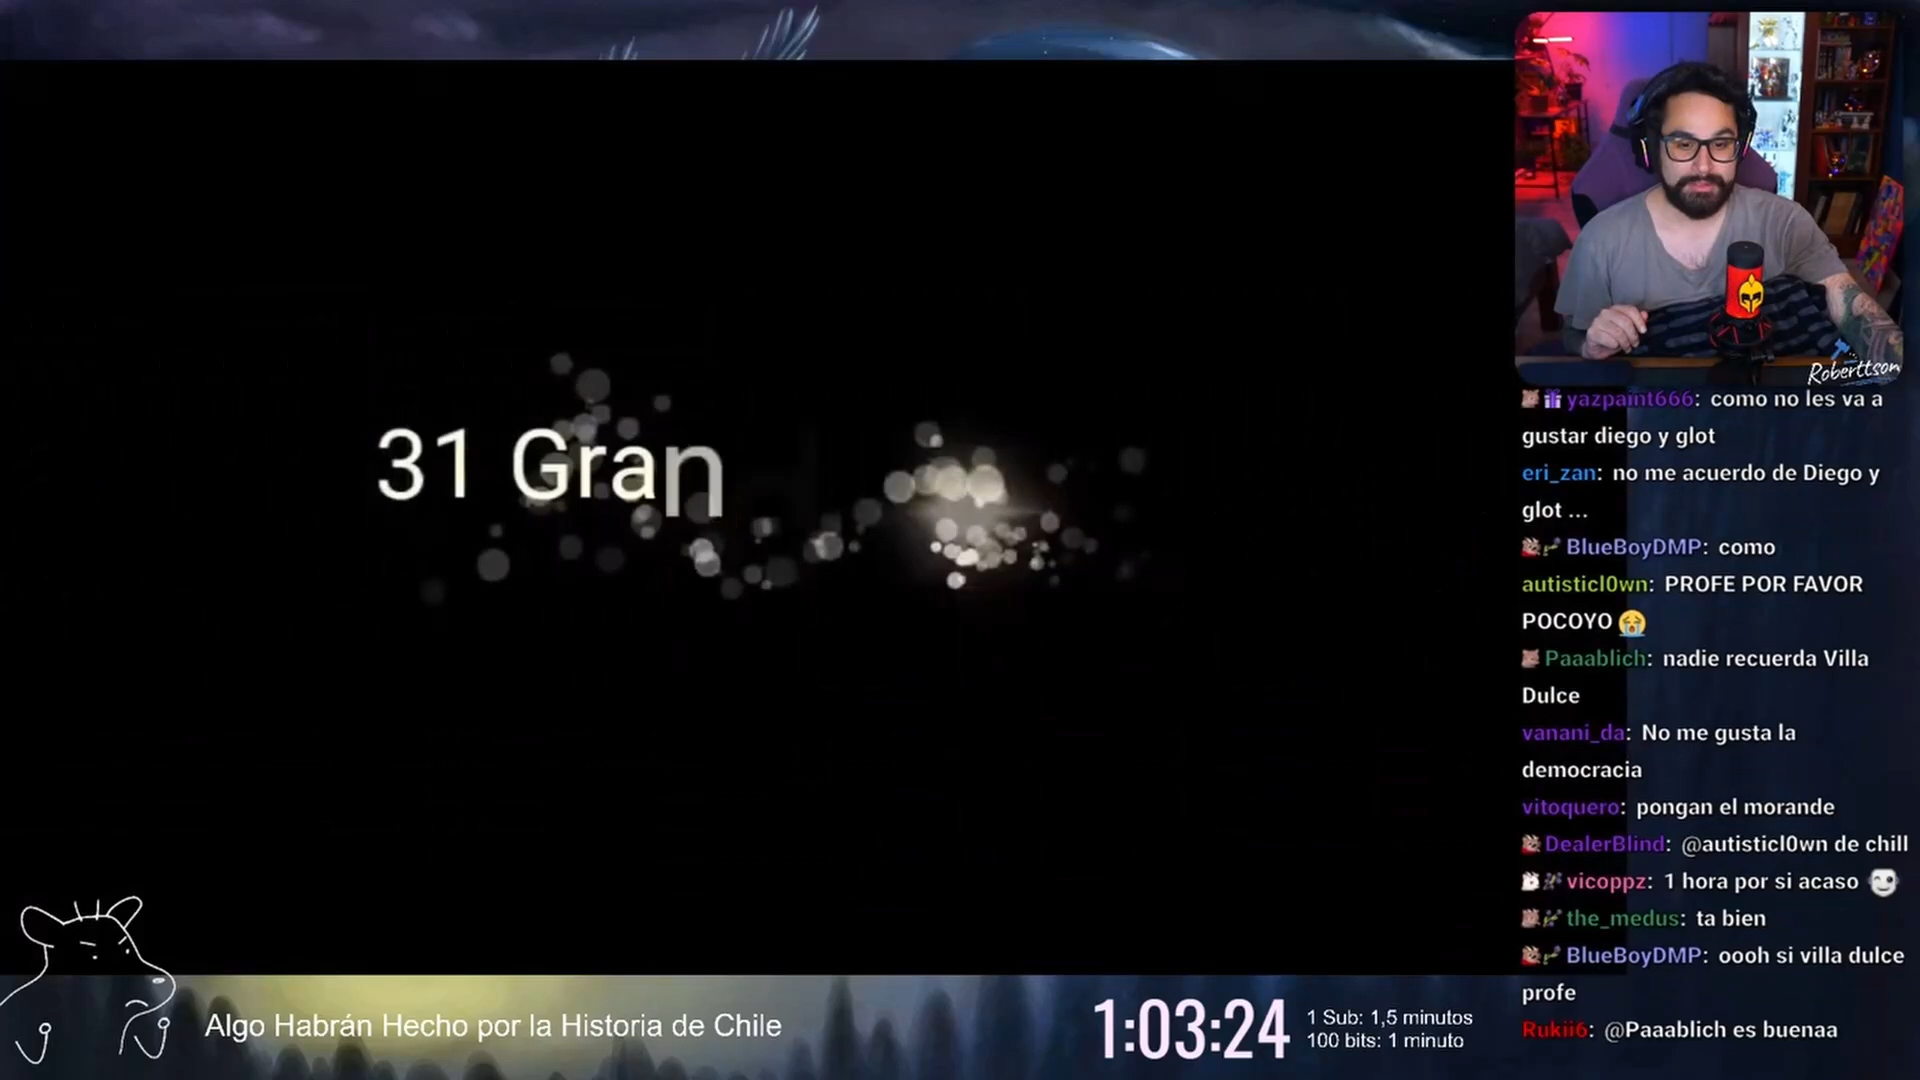 31 Gran
Roberttson
yazpaint666: como no les va a
gustar diego y glot
eri_zan: no me acuerdo de Diego y
glot ...
BlueBoyDMP: como
autisticl0wn: PROFE POR FAVOR
POCOYO
Paaablich: nadie recuerda Villa
Dulce
vanani_da: No me gusta la
democracia
vitoquero: pongan el morande
DealerBlind: @autisticl0wn de chill
vicoppz: 1 hora por si acaso
the_medus: ta bien
BlueBoyDMP: oooh si villa dulce
profe
Rukii6: @Paaablich es buenaa
Algo Habrán Hecho por la Historia de Chile
1:03:24
1 Sub: 1,5 minutos
100 bits: 1 minuto